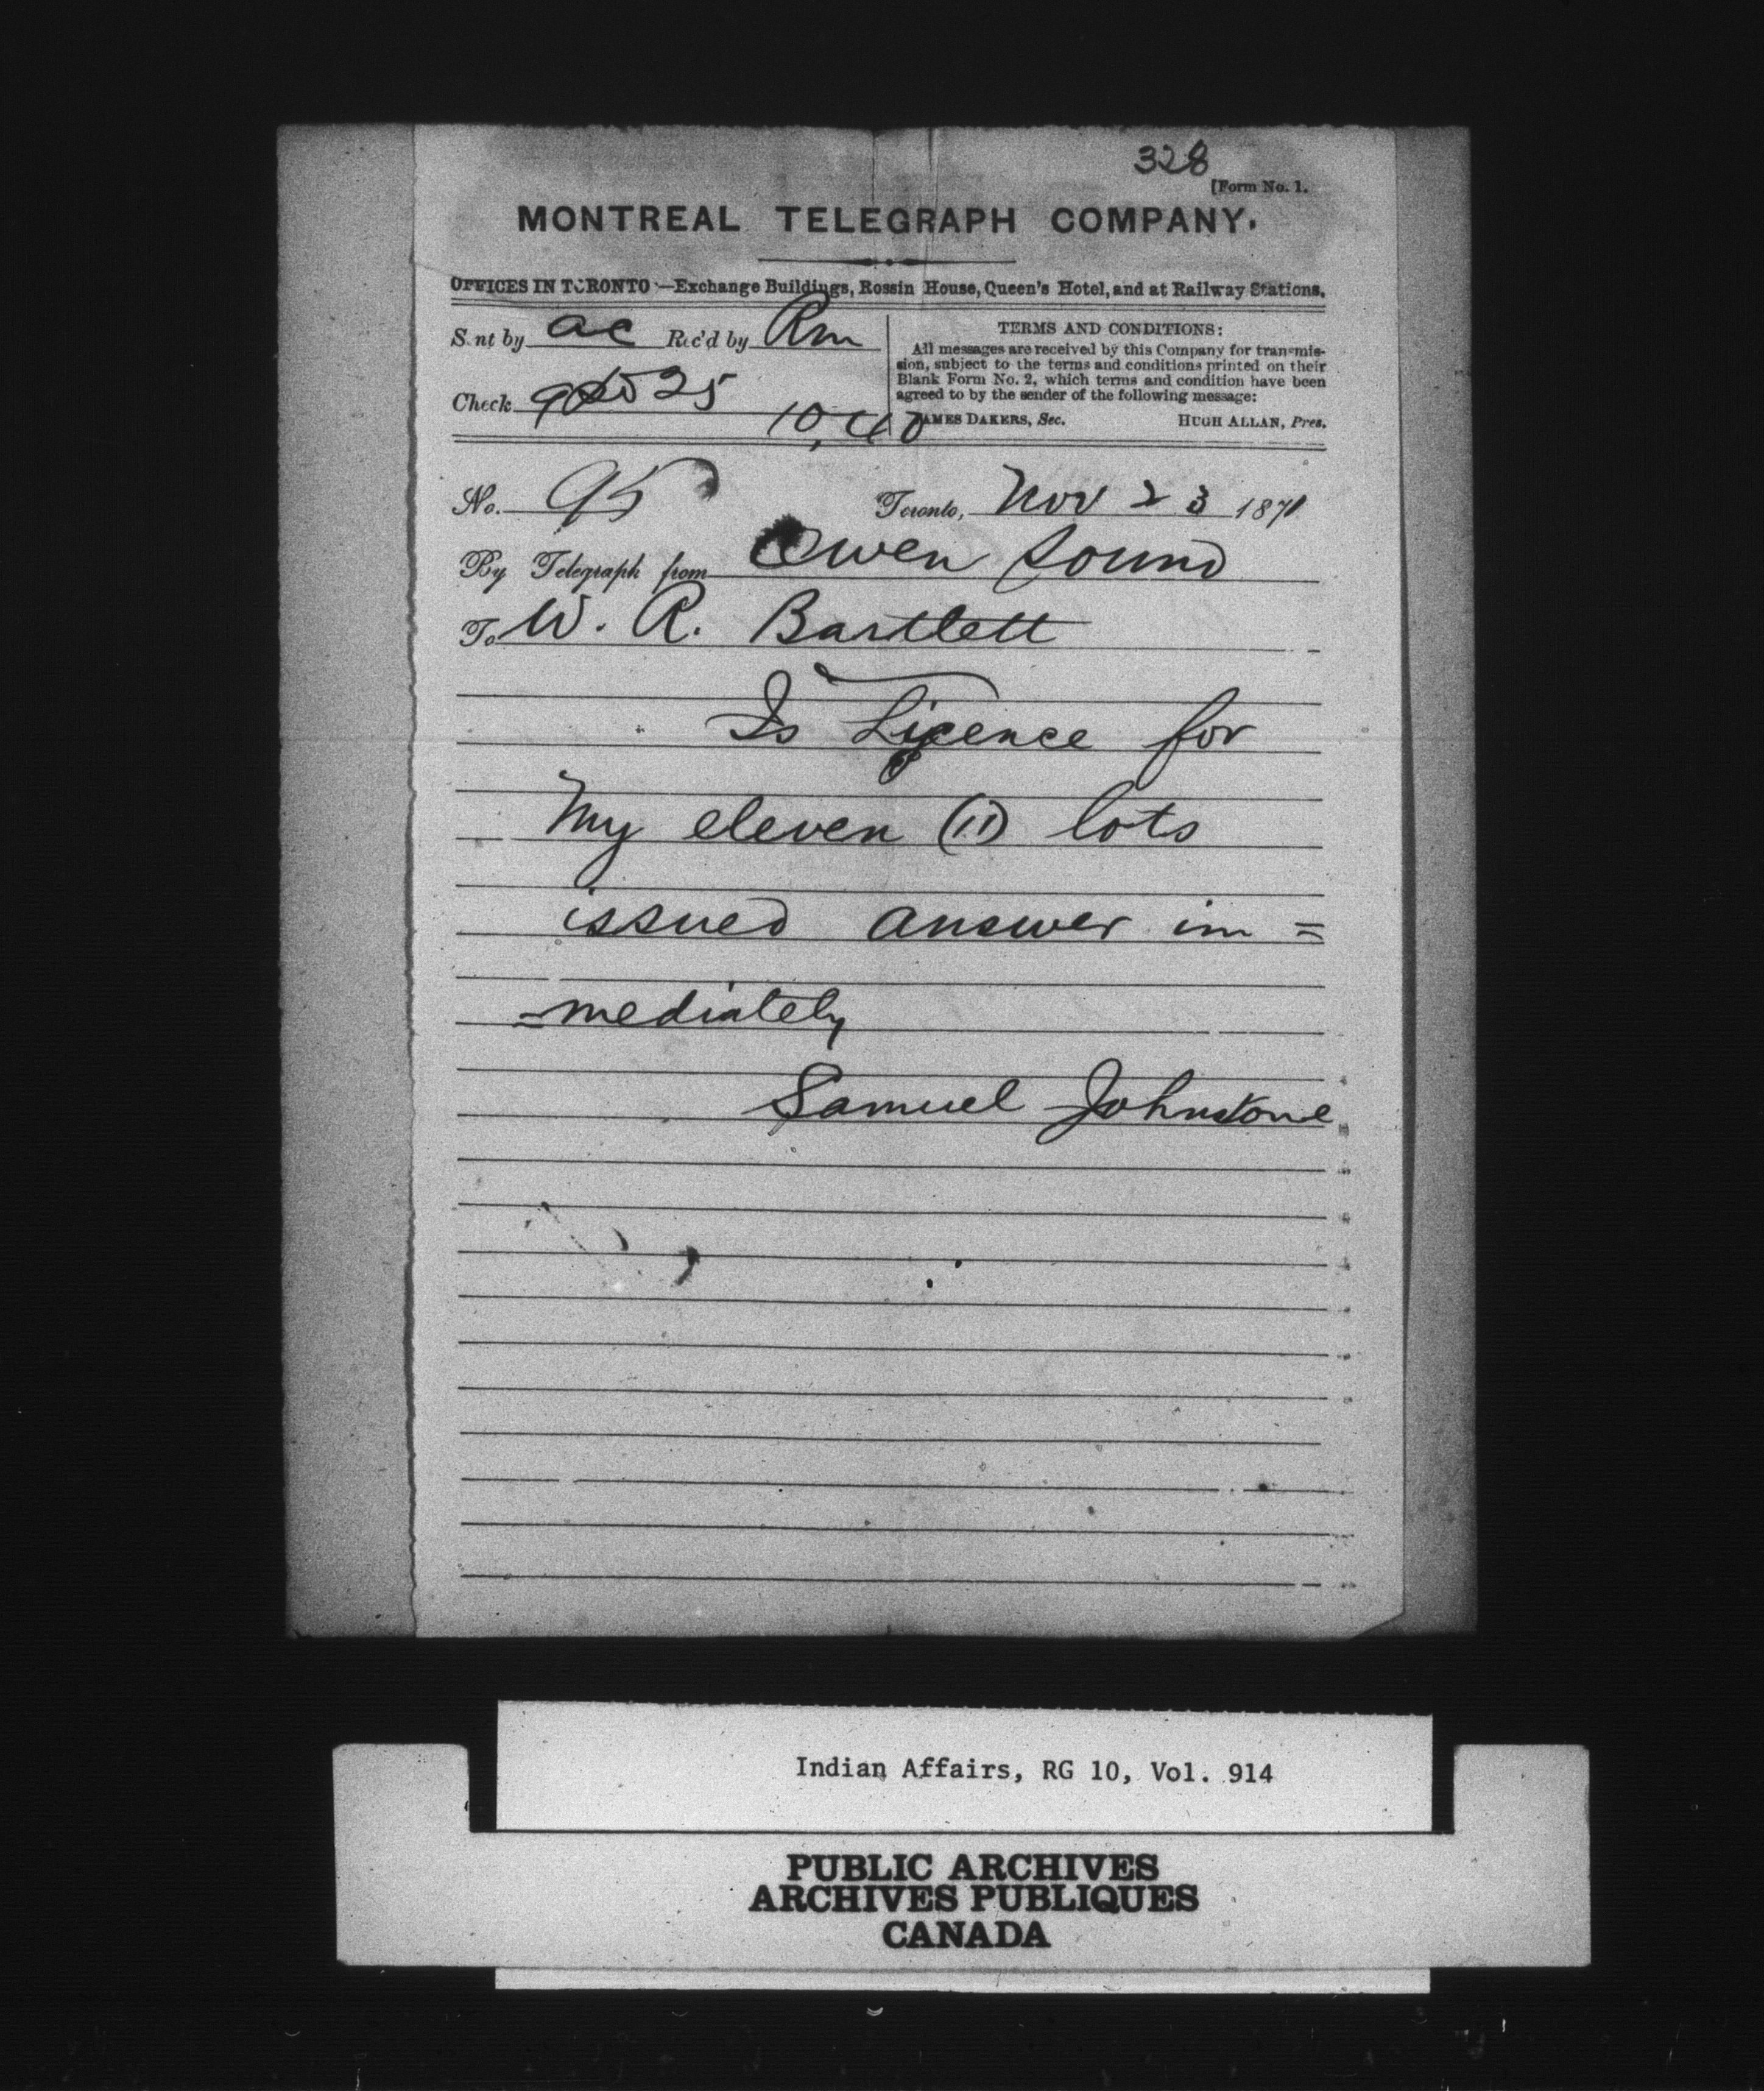 328
[Form No. 1.
MONTREAL TELEGRAPH COMPANY.
OFFICES IN TORONTO—Exchange Buildings, Rossin House, Queen's Hotel, and at Railway Stations.
Sent by ac Rec'd by Rm
Check 25
10,40
TERMS AND CONDITIONS:
All messages are received by this Company for transmis-
sion, subject to the terms and conditions printed on their
Blank Form No. 2, which terms and condition have been
agreed to by the sender of the following message:
JAMES DAKERS, Sec. HUGH ALLAN, Pres.
No. 95 Toronto, Nov 23 1871
By Telegraph from Owen Sound
To W. R. Bartlett
Is Licence for
My eleven (11) lots
issued answer im=
=mediately
Samuel Johnstone
Indian Affairs, RG 10, Vol. 914
PUBLIC ARCHIVES
ARCHIVES PUBLIQUES
CANADA